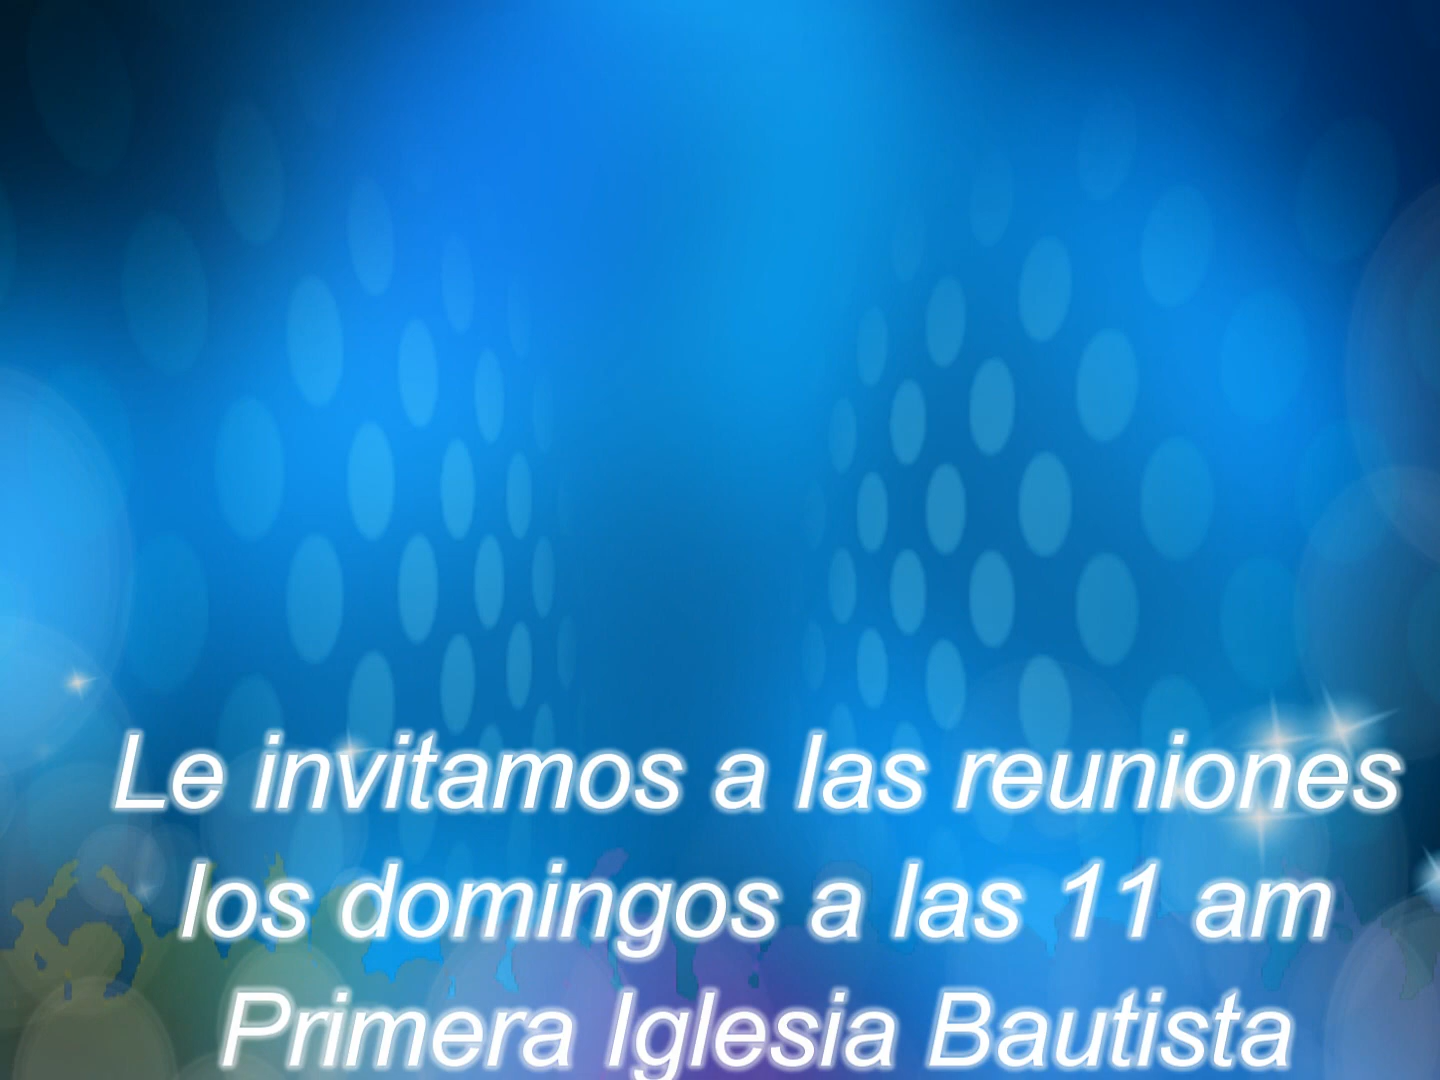 Le invitamos a las reuniones
los domingos a las 11 am
Primera Iglesia Bautista